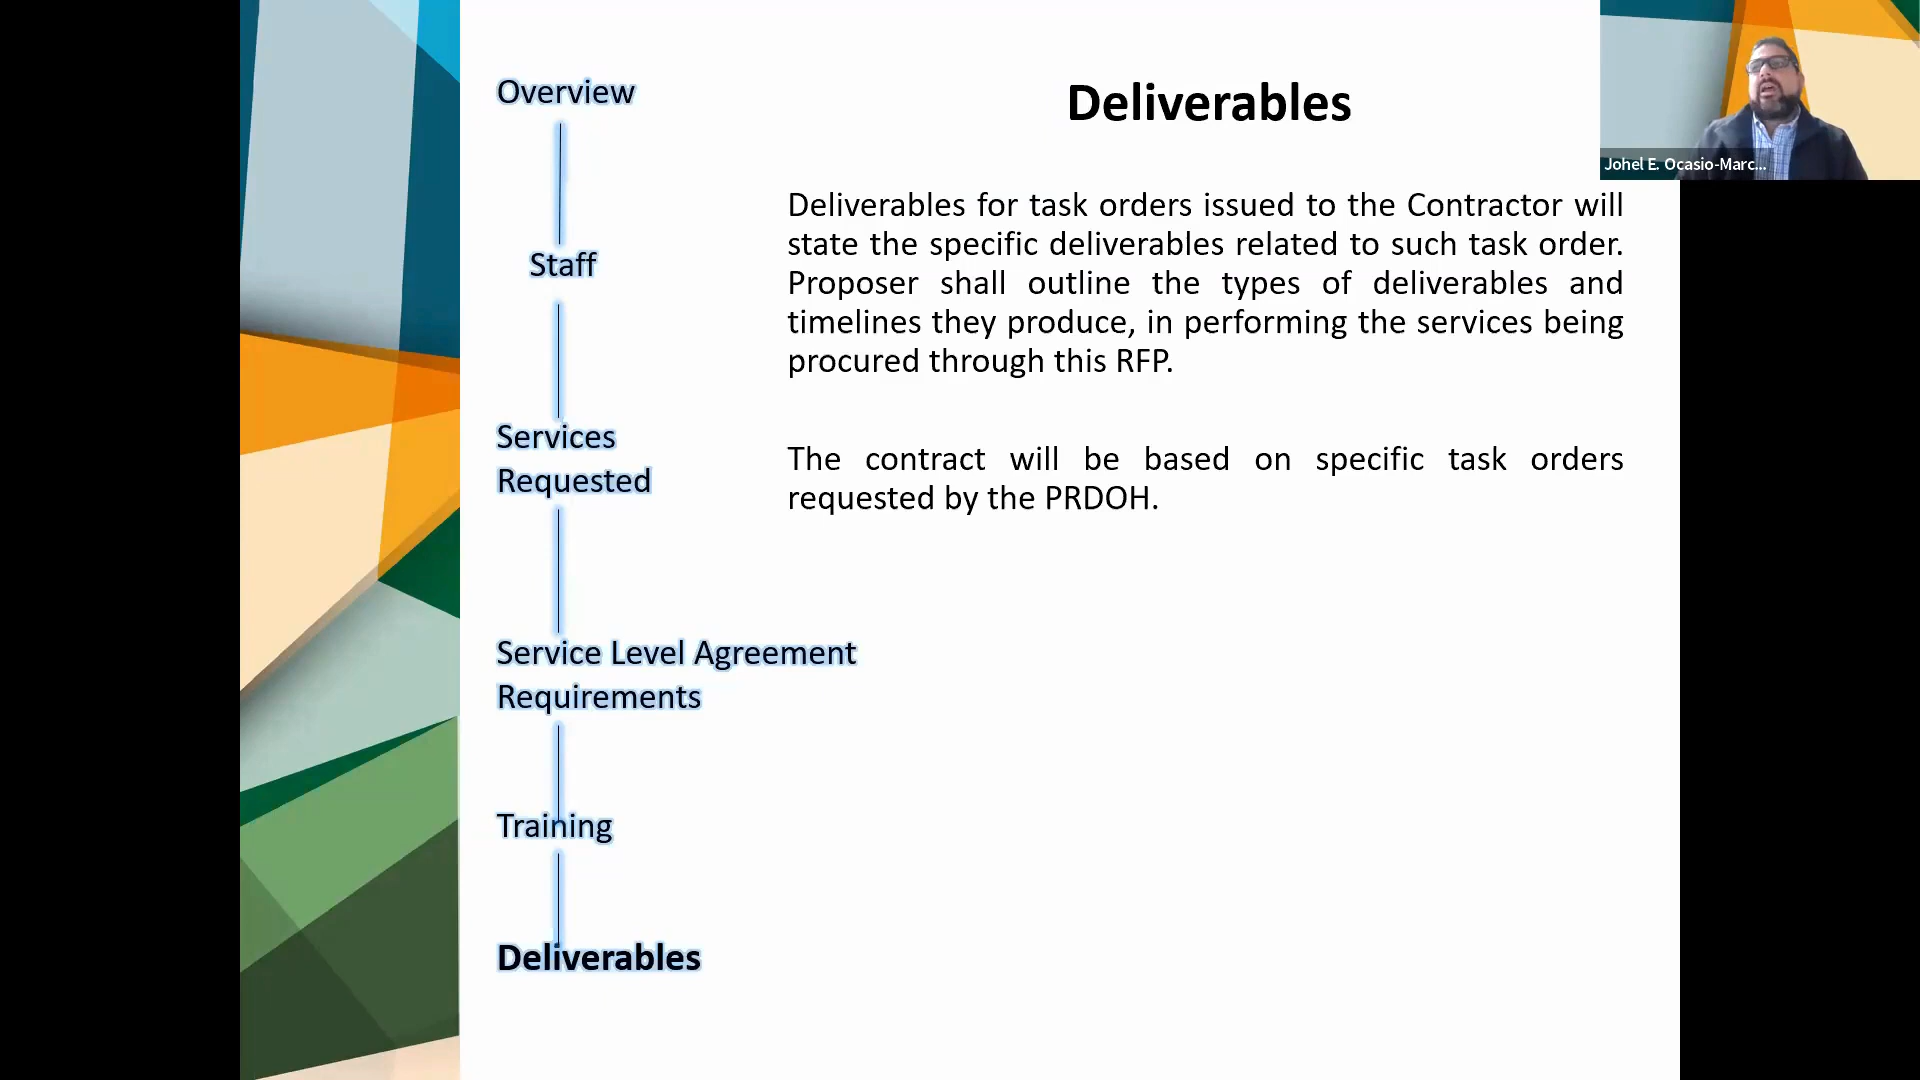 Overview
Staff
Services
Requested
Service Level Agreement
Requirements
Training
Deliverables
Deliverables
Deliverables for task orders issued to the Contractor will
state the specific deliverables related to such task order.
Proposer shall outline the types of deliverables and
timelines they produce, in performing the services being
procured through this RFP.
The contract will be based on specific task orders
requested by the PRDOH.
Johel E. Ocasio-Marc...